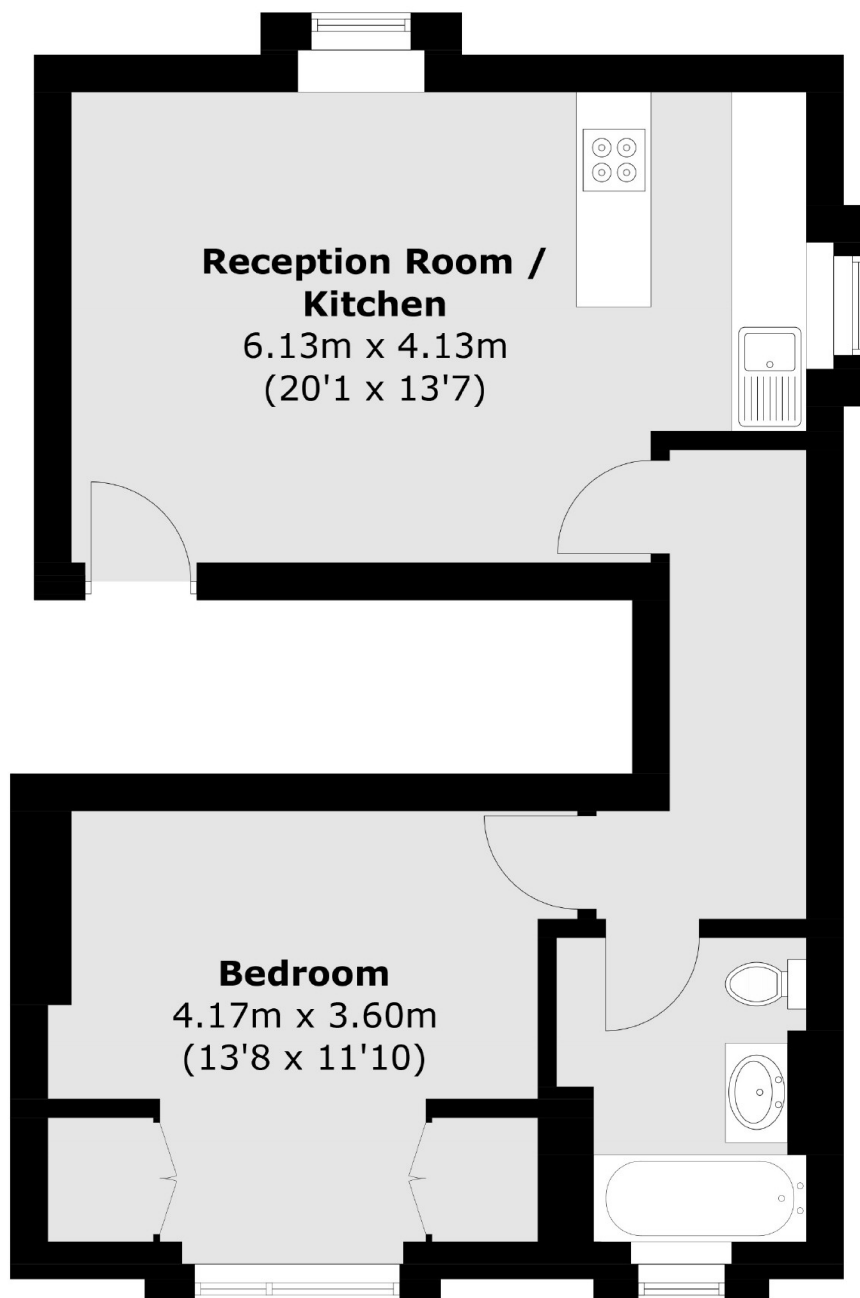 Reception Room /
Kitchen
6.13m x 4.13m
(20'1 x 13'7)
Bedroom
4.17m x 3.60m
(13'8 x 11'10)